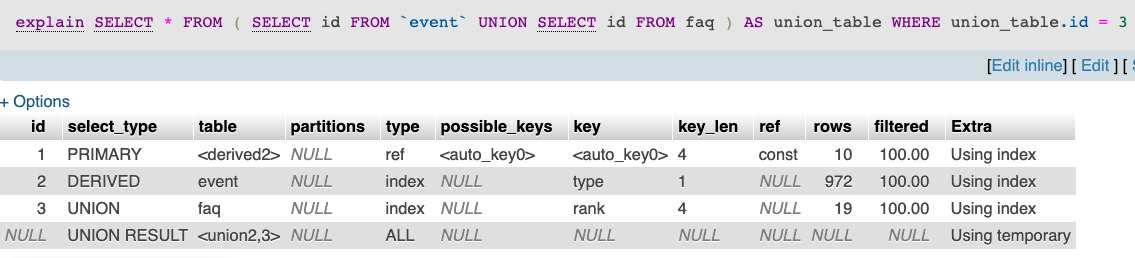 explain SELECT * FROM ( SELECT id FROM `event` UNION SELECT id FROM faq ) AS union_table WHERE union_table.id = 3
[Edit inline] [ Edit ] [
+ Options
id select_type table partitions type possible_keys key key_len ref rows filtered Extra
1 PRIMARY <derived2> NULL ref <auto_key0> <auto_key0> 4 const 10 100.00 Using index
2 DERIVED event NULL index NULL type 1 NULL 972 100.00 Using index
3 UNION faq NULL index NULL rank 4 NULL 19 100.00 Using index
NULL UNION RESULT <union2,3> NULL ALL NULL NULL NULL NULL NULL NULL Using temporary